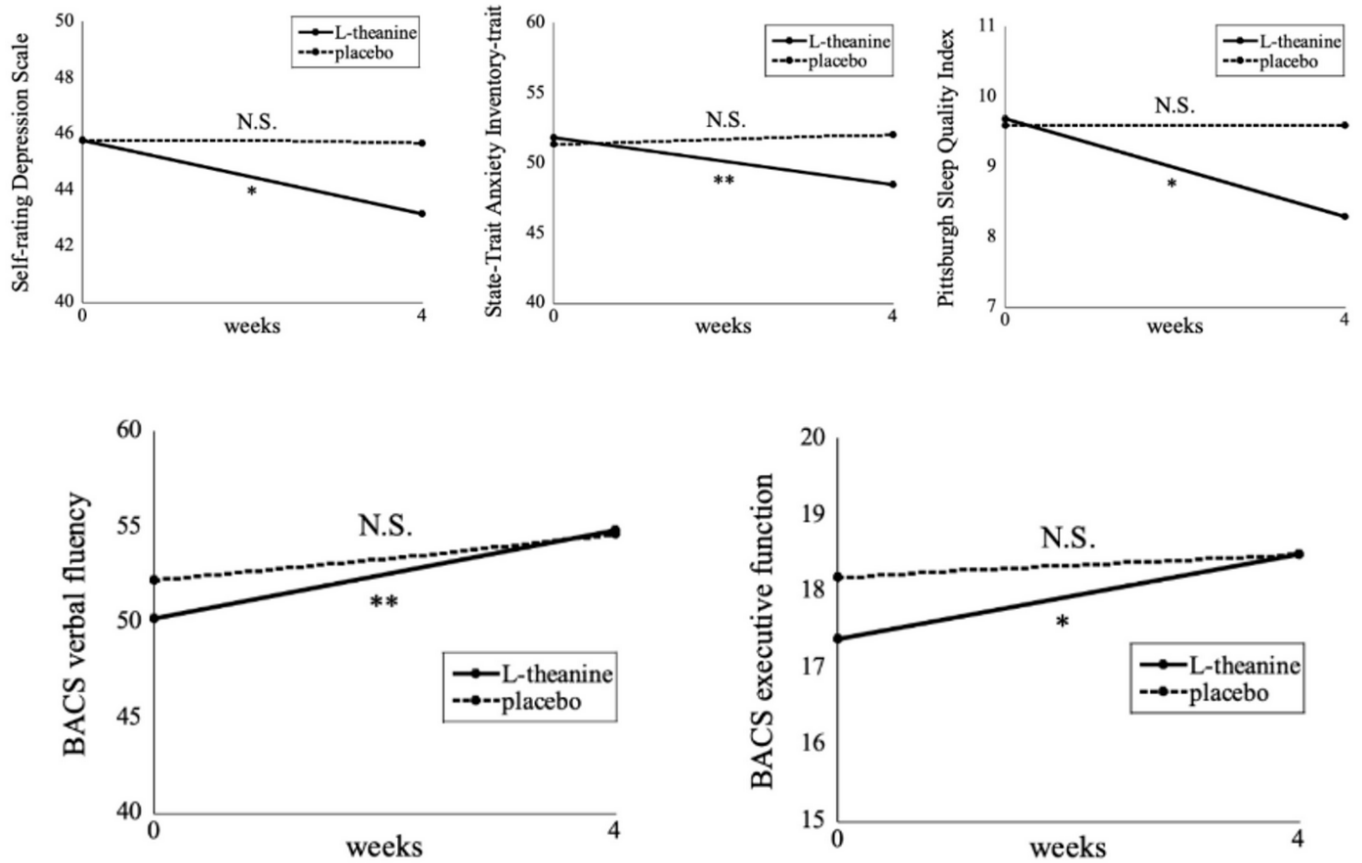 Self-rating Depression Scale
50
48
46
44
42
40
0
4
weeks
L-theanine
placebo
N.S.
*
State-Trait Anxiety Inventory-trait
60
55
50
45
40
0
4
weeks
L-theanine
placebo
N.S.
**
Pittsburgh Sleep Quality Index
11
10
9
8
7
0
4
weeks
L-theanine
placebo
N.S.
*
BACS verbal fluency
60
55
50
45
40
0
4
weeks
N.S.
**
L-theanine
placebo
BACS executive function
20
19
18
17
16
15
0
4
weeks
N.S.
*
L-theanine
placebo